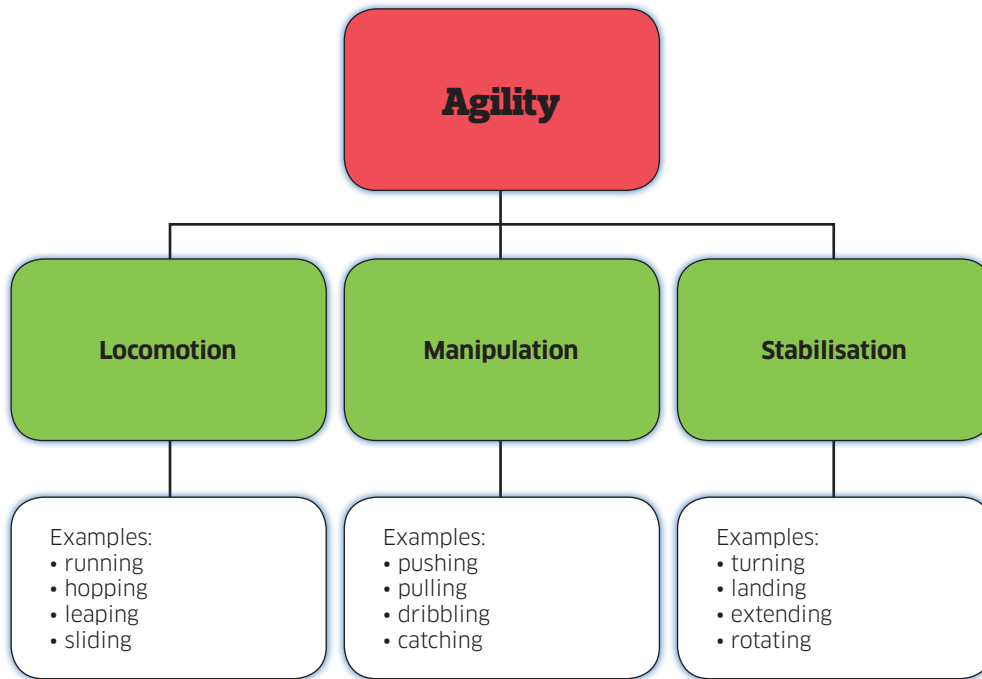 Agility
Locomotion
Manipulation
Stabilisation
Examples:
• running
• hopping
• leaping
• sliding
Examples:
• pushing
• pulling
• dribbling
• catching
Examples:
• turning
• landing
• extending
• rotating